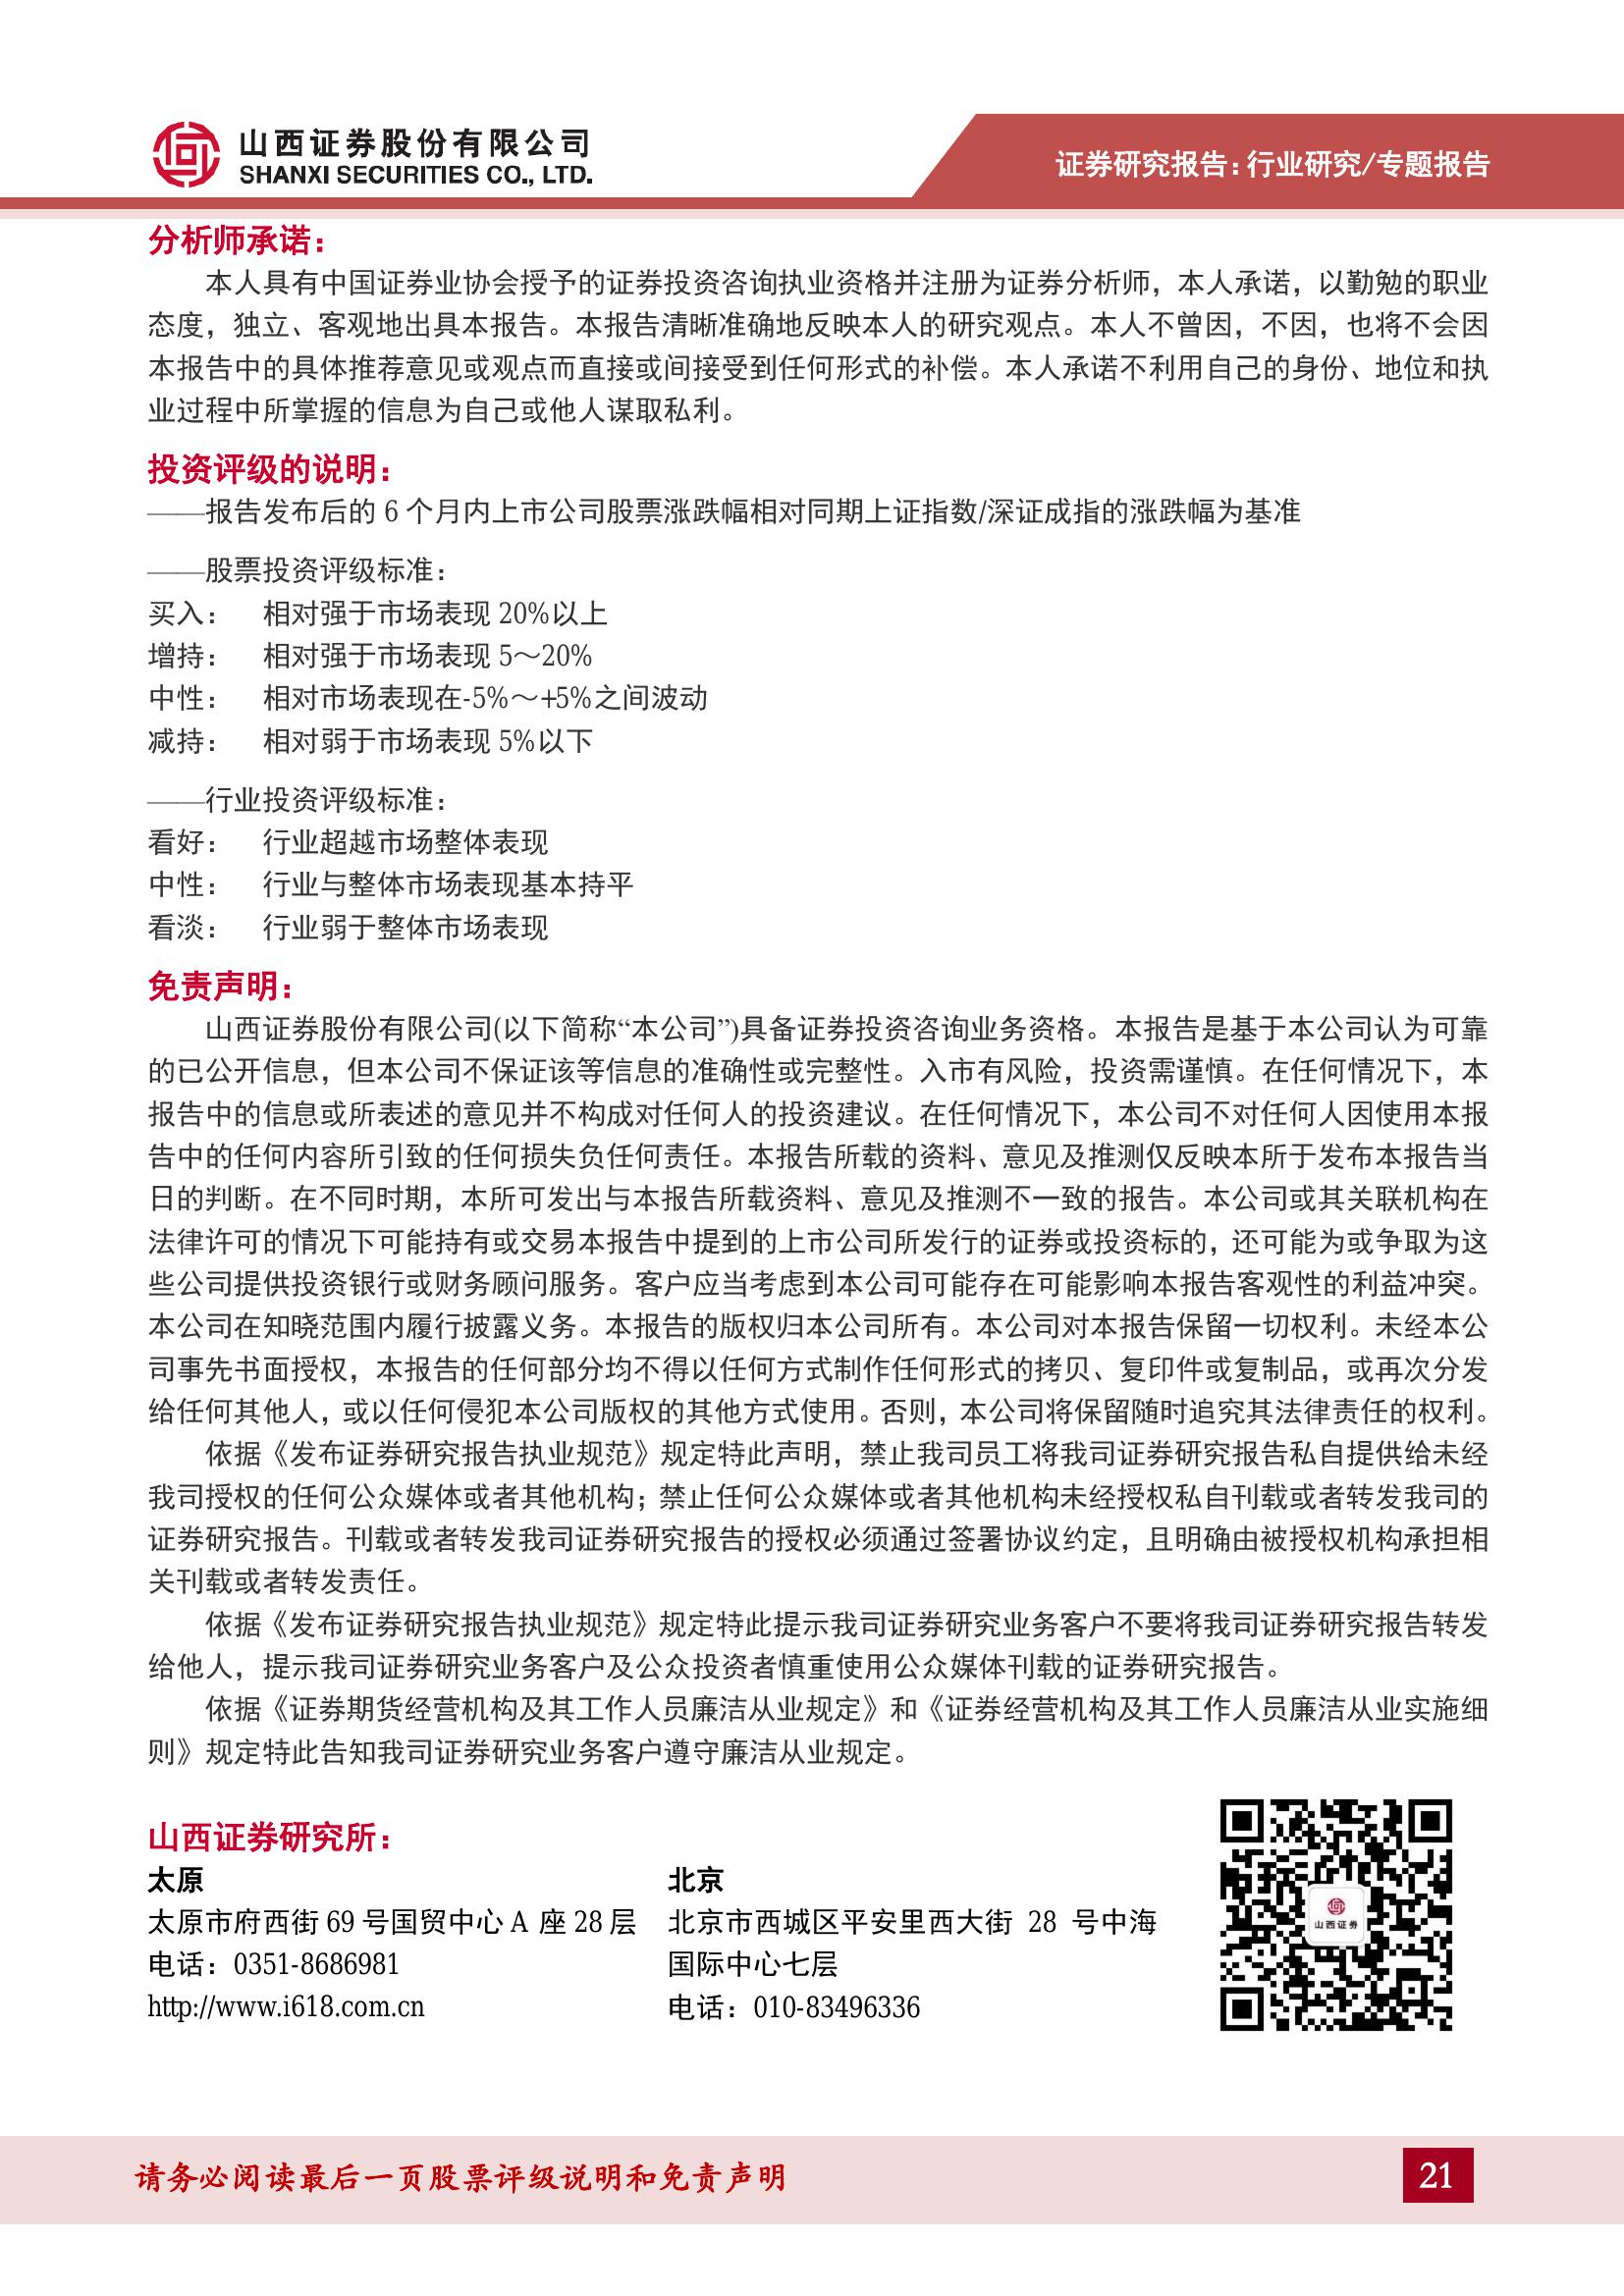 山西证券股份有限公司
SHANXI SECURITIES CO., LTD.
证券研究报告:行业研究/专题报告
分析师承诺：
本人具有中国证券业协会授予的证券投资咨询执业资格并注册为证券分析师，本人承诺，以勤勉的职业
态度，独立、客观地出具本报告。本报告清晰准确地反映本人的研究观点。本人不曾因，不因，也将不会因
本报告中的具体推荐意见或观点而直接或间接受到任何形式的补偿。本人承诺不利用自己的身份、地位和执
业过程中所掌握的信息为自己或他人谋取私利。
投资评级的说明：
——报告发布后的 6 个月内上市公司股票涨跌幅相对同期上证指数/深证成指的涨跌幅为基准
——股票投资评级标准：
买入： 相对强于市场表现 20%以上
增持： 相对强于市场表现 5～20%
中性： 相对市场表现在-5%～+5%之间波动
减持： 相对弱于市场表现 5%以下
——行业投资评级标准：
看好： 行业超越市场整体表现
中性： 行业与整体市场表现基本持平
看淡： 行业弱于整体市场表现
免责声明：
山西证券股份有限公司(以下简称“本公司”)具备证券投资咨询业务资格。本报告是基于本公司认为可靠
的已公开信息，但本公司不保证该等信息的准确性或完整性。入市有风险，投资需谨慎。在任何情况下，本
报告中的信息或所表述的意见并不构成对任何人的投资建议。在任何情况下，本公司不对任何人因使用本报
告中的任何内容所引致的任何损失负任何责任。本报告所载的资料、意见及推测仅反映本所于发布本报告当
日的判断。在不同时期，本所可发出与本报告所载资料、意见及推测不一致的报告。本公司或其关联机构在
法律许可的情况下可能持有或交易本报告中提到的上市公司所发行的证券或投资标的，还可能为或争取为这
些公司提供投资银行或财务顾问服务。客户应当考虑到本公司可能存在可能影响本报告客观性的利益冲突。
本公司在知晓范围内履行披露义务。本报告的版权归本公司所有。本公司对本报告保留一切权利。未经本公
司事先书面授权，本报告的任何部分均不得以任何方式制作任何形式的拷贝、复印件或复制品，或再次分发
给任何其他人，或以任何侵犯本公司版权的其他方式使用。否则，本公司将保留随时追究其法律责任的权利。
依据《发布证券研究报告执业规范》规定特此声明，禁止我司员工将我司证券研究报告私自提供给未经
我司授权的任何公众媒体或者其他机构；禁止任何公众媒体或者其他机构未经授权私自刊载或者转发我司的
证券研究报告。刊载或者转发我司证券研究报告的授权必须通过签署协议约定，且明确由被授权机构承担相
关刊载或者转发责任。
依据《发布证券研究报告执业规范》规定特此提示我司证券研究业务客户不要将我司证券研究报告转发
给他人，提示我司证券研究业务客户及公众投资者慎重使用公众媒体刊载的证券研究报告。
依据《证券期货经营机构及其工作人员廉洁从业规定》和《证券经营机构及其工作人员廉洁从业实施细
则》规定特此告知我司证券研究业务客户遵守廉洁从业规定。
山西证券研究所：
太原
太原市府西街 69 号国贸中心 A 座 28 层
电话：0351-8686981
http://www.i618.com.cn
北京
北京市西城区平安里西大街 28 号中海
国际中心七层
电话：010-83496336
山西证券
请务必阅读最后一页股票评级说明和免责声明
21